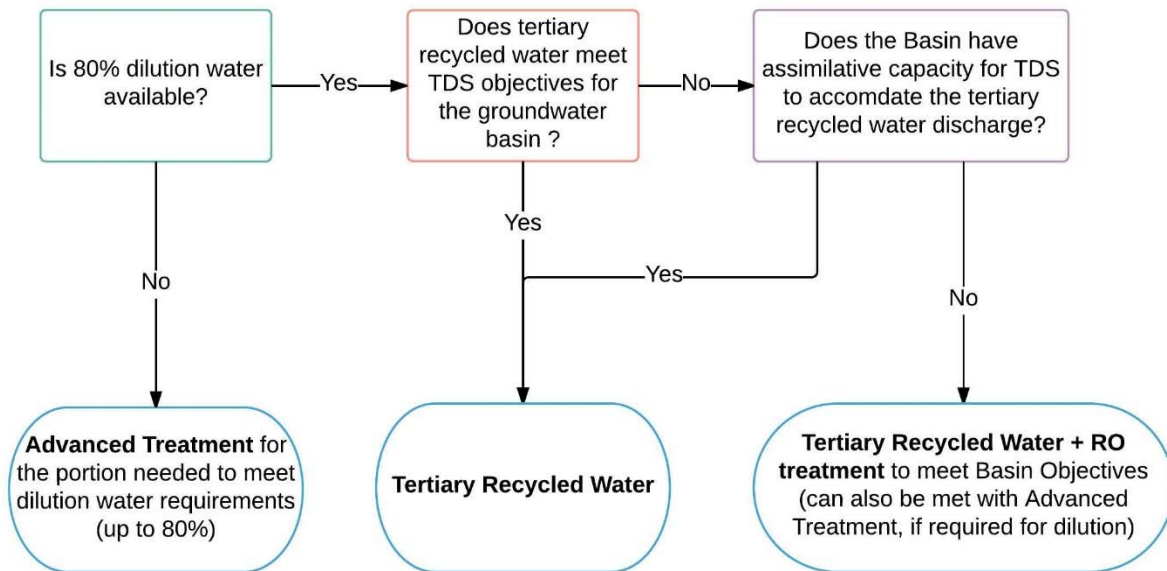 Is 80% dilution water
available?
Yes
Does tertiary
recycled water meet
TDS objectives for
the groundwater
basin ?
No
Does the Basin have
assimilative capacity for TDS
to accomdate the tertiary
recycled water discharge?
No
Yes
Yes
No
Advanced Treatment for
the portion needed to meet
dilution water requirements
(up to 80%)
Tertiary Recycled Water
Tertiary Recycled Water + RO
treatment to meet Basin Objectives
(can also be met with Advanced
Treatment, if required for dilution)